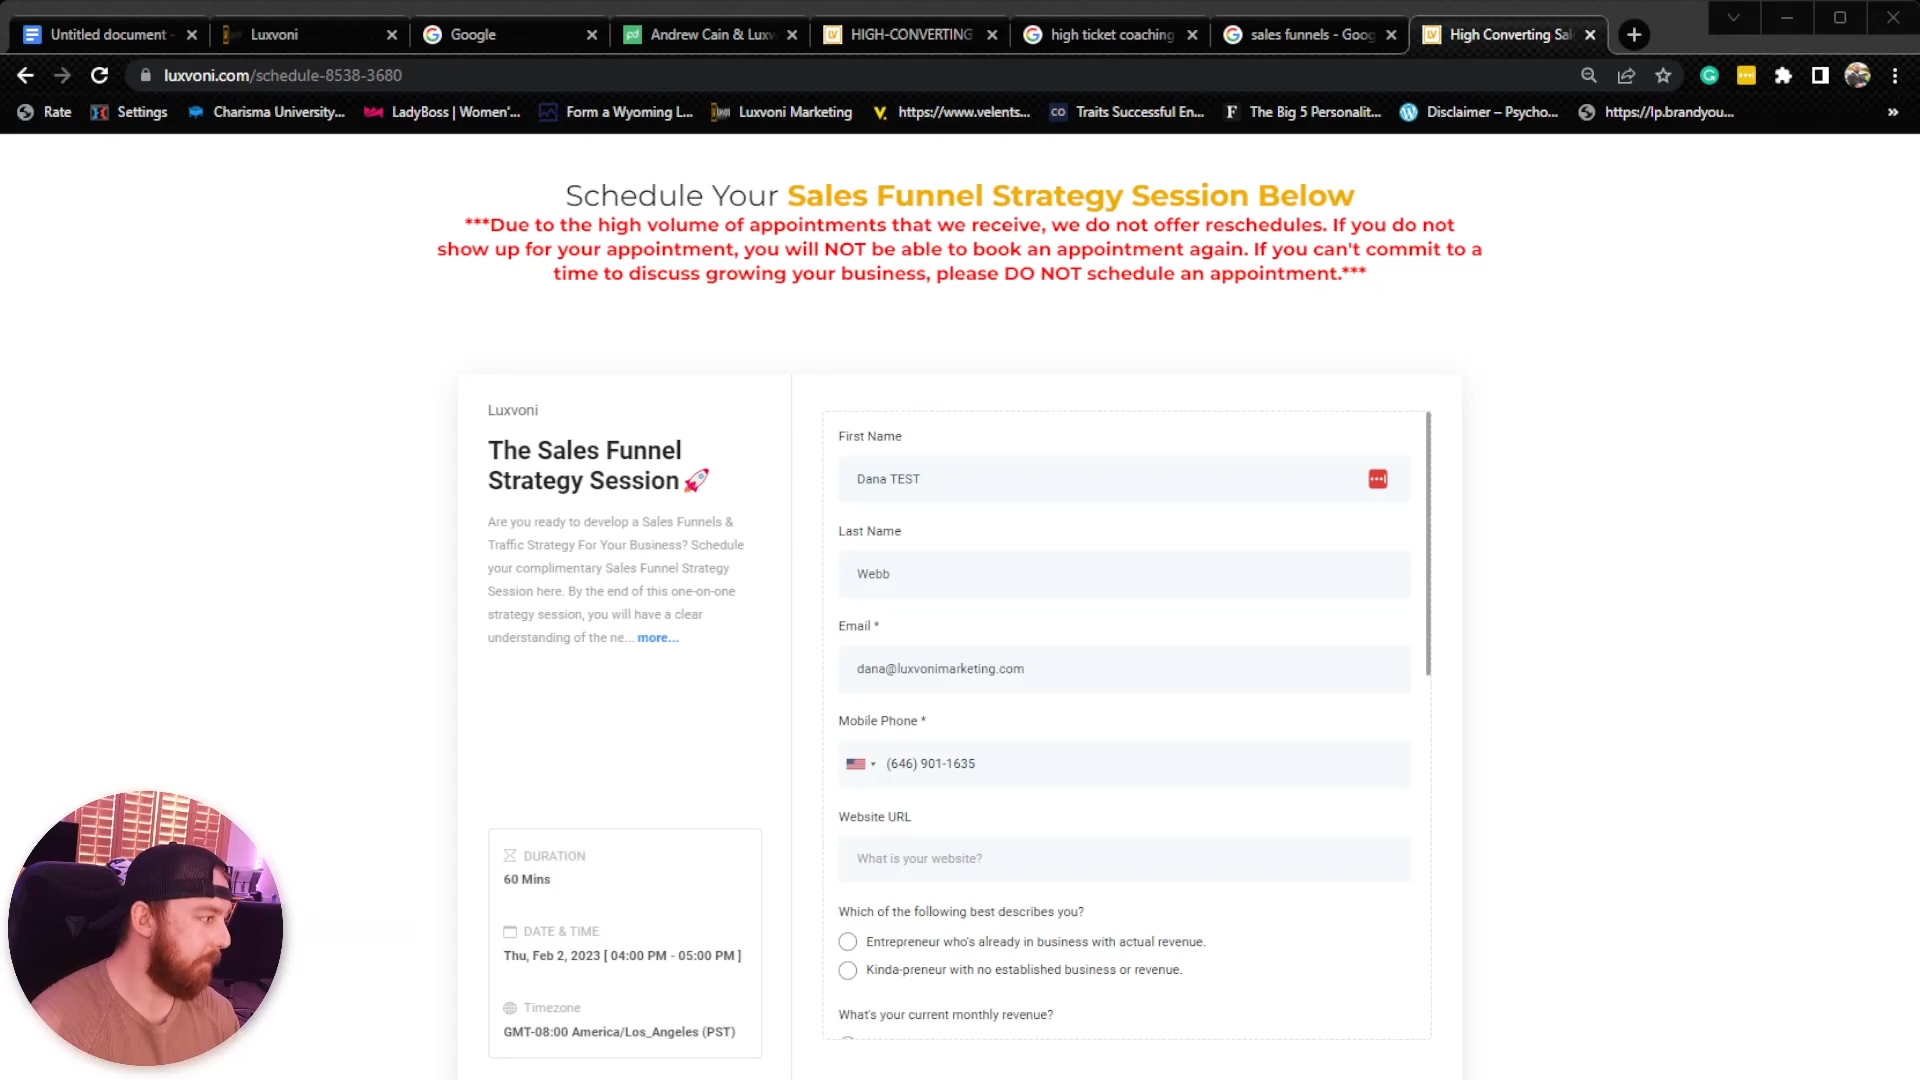 Untitled document
Luxvoni
Google
Andrew Cain & Luxv
HIGH-CONVERTING
high ticket coaching
sales funnels - Goog
High Converting Sal
luxvoni.com/schedule-8538-3680
Rate
Settings
Charisma University...
LadyBoss | Women'...
Form a Wyoming L...
Luxvoni Marketing
https://www.velents...
Traits Successful En...
The Big 5 Personalit...
Disclaimer – Psycho...
https://lp.brandyou...
Schedule Your Sales Funnel Strategy Session Below
***Due to the high volume of appointments that we receive, we do not offer reschedules. If you do not
show up for your appointment, you will NOT be able to book an appointment again. If you can't commit to a
time to discuss growing your business, please DO NOT schedule an appointment.***
Luxvoni
The Sales Funnel
Strategy Session🚀
Are you ready to develop a Sales Funnels &
Traffic Strategy For Your Business? Schedule
your complimentary Sales Funnel Strategy
Session here. By the end of this one-on-one
strategy session, you will have a clear
understanding of the ne... more...
DURATION
60 Mins
DATE & TIME
Thu, Feb 2, 2023 [ 04:00 PM - 05:00 PM ]
Timezone
GMT-08:00 America/Los_Angeles (PST)
First Name
Dana TEST
Last Name
Webb
Email *
dana@luxvonimarketing.com
Mobile Phone *
(646) 901-1635
Website URL
What is your website?
Which of the following best describes you?
Entrepreneur who's already in business with actual revenue.
Kinda-preneur with no established business or revenue.
What's your current monthly revenue?